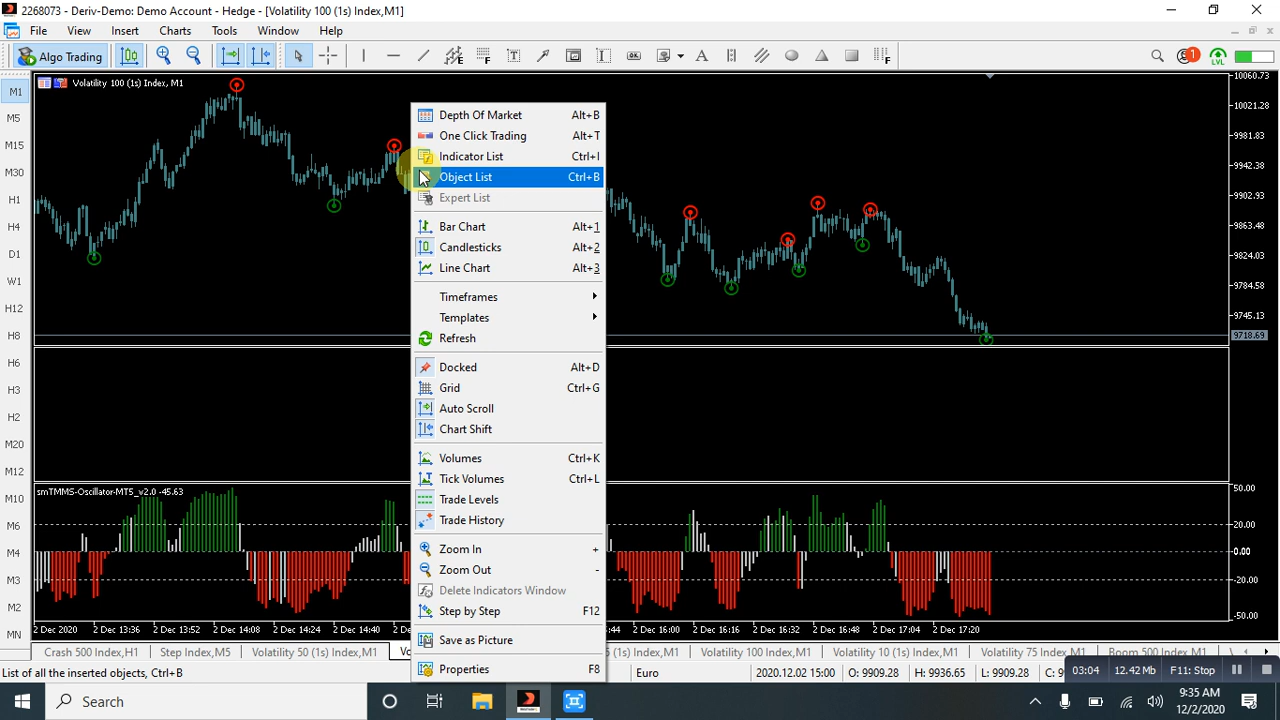 2268073 - Deriv-Demo: Demo Account - Hedge - [Volatility 100 (1s) Index,M1]
File View Insert Charts Tools Window Help
Algo Trading
1
LVL
M1
M5
M15
M30
H1
H4
D1
W1
H12
H8
H6
H3
H2
M20
M12
M10
M6
M4
M3
M2
MN
Volatility 100 (1s) Index, M1
10060.73
10021.28
9981.83
9942.38
9902.93
9863.48
9824.03
9784.58
9745.13
9718.69
Depth Of Market Alt+B
One Click Trading Alt+T
Indicator List Ctrl+I
Object List Ctrl+B
Expert List
Bar Chart Alt+1
Candlesticks Alt+2
Line Chart Alt+3
Timeframes
Templates
Refresh
Docked Alt+D
Grid Ctrl+G
Auto Scroll
Chart Shift
Volumes Ctrl+K
Tick Volumes Ctrl+L
Trade Levels
Trade History
Zoom In +
Zoom Out -
Delete Indicators Window
Step by Step F12
Save as Picture
Properties F8
smTMMS-Oscillator-MT5_v2.0 -45.63
50.00
20.00
0.00
-20.00
-50.00
2 Dec 2020 2 Dec 13:36 2 Dec 13:52 2 Dec 14:08 2 Dec 14:24 2 Dec 14:40 2 De :44 2 Dec 16:00 2 Dec 16:16 2 Dec 16:32 2 Dec 16:48 2 Dec 17:04 2 Dec 17:20
Crash 500 Index,H1 Step Index,M5 Volatility 50 (1s) Index,M1 Vo (1s) Index,M1 Volatility 100 Index,M1 Volatility 10 (1s) Index,M1 Volatility 75 Index,M1 Boom 500 Index,M1
List of all the inserted objects, Ctrl+B Euro 2020.12.02 15:00 O: 9909.28 H: 9936.65 L: 9909.28 C: 9
03:04 12.42 Mb F11: Stop
Search
9:35 AM
12/2/2020